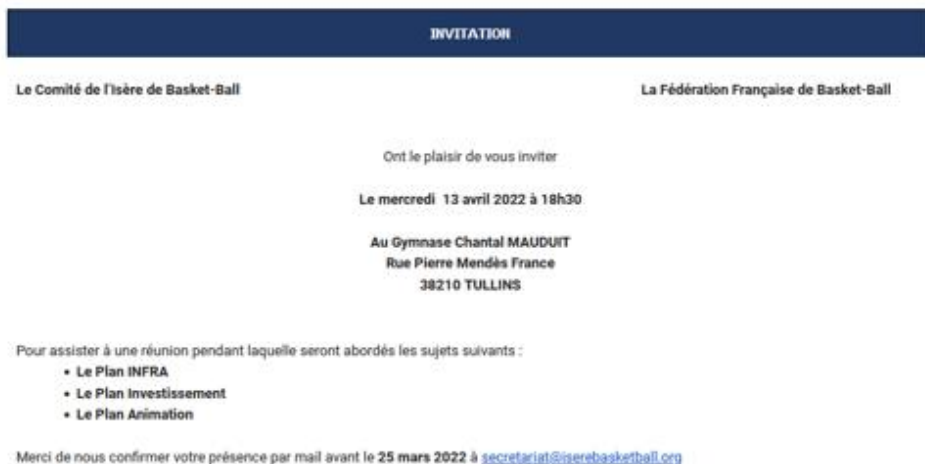 INVITATION
Le Comité de l'Isère de Basket-Ball
La Fédération Française de Basket-Ball
Ont le plaisir de vous inviter
Le mercredi 13 avril 2022 à 18h30
Au Gymnase Chantal MAUDUIT
Rue Pierre Mendès France
38210 TULLINS
Pour assister à une réunion pendant laquelle seront abordés les sujets suivants :
• Le Plan INFRA
• Le Plan Investissement
• Le Plan Animation
Merci de nous confirmer votre présence par mail avant le 25 mars 2022 à secretariat@iserebasketball.org